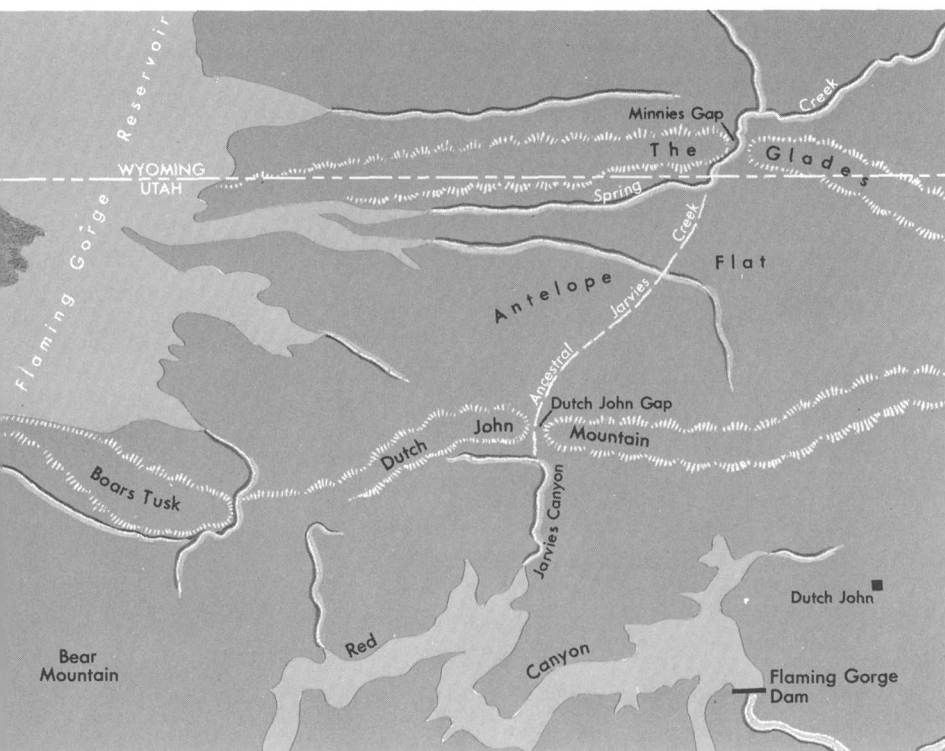 Flaming Gorge Reservoir
Creek
Minnies Gap
The Glades
WYOMING
UTAH
Spring Creek
Flat
Antelope
Ancestral Jarvies
Dutch John Gap
Dutch John Mountain
Boars Tusk
Jarvies Canyon
Dutch John
Red Canyon
Bear
Mountain
Flaming Gorge
Dam